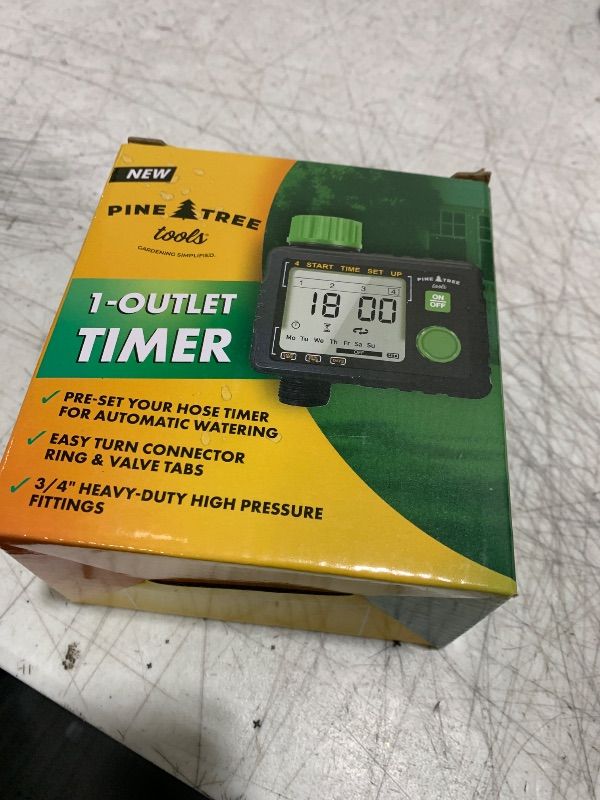 NEW
PINE TREE
tools
GARDENING SIMPLIFIED.
1-OUTLET
TIMER
✓ PRE-SET YOUR HOSE TIMER
FOR AUTOMATIC WATERING
✓ EASY TURN CONNECTOR
RING & VALVE TABS
✓ 3/4" HEAVY-DUTY HIGH PRESSURE
FITTINGS
4 START TIME SET UP
1 2 3 4
18 00
Mo Tu We Th Fr Sa Su
OFF
PINE TREE
tools
ON
OFF